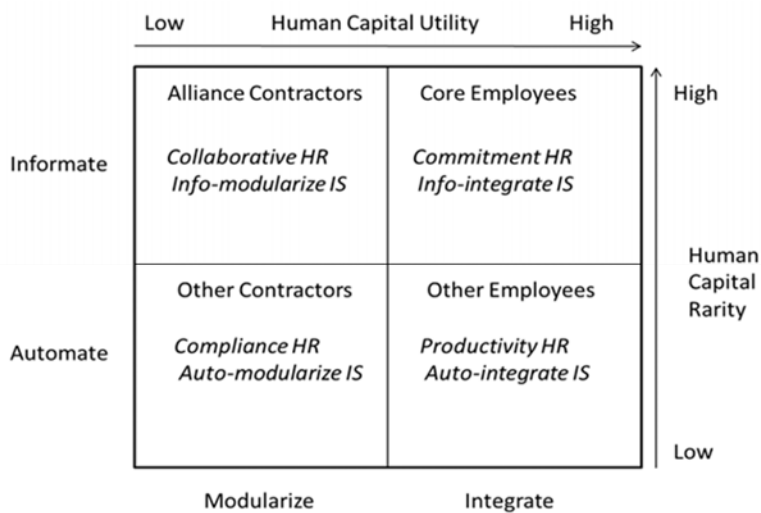 Low Human Capital Utility High
Alliance Contractors Core Employees High
Informate Collaborative HR Commitment HR
Info-modularize IS Info-integrate IS
Human
Capital
Rarity
Other Contractors Other Employees
Automate Compliance HR Productivity HR
Auto-modularize IS Auto-integrate IS
Low
Modularize Integrate